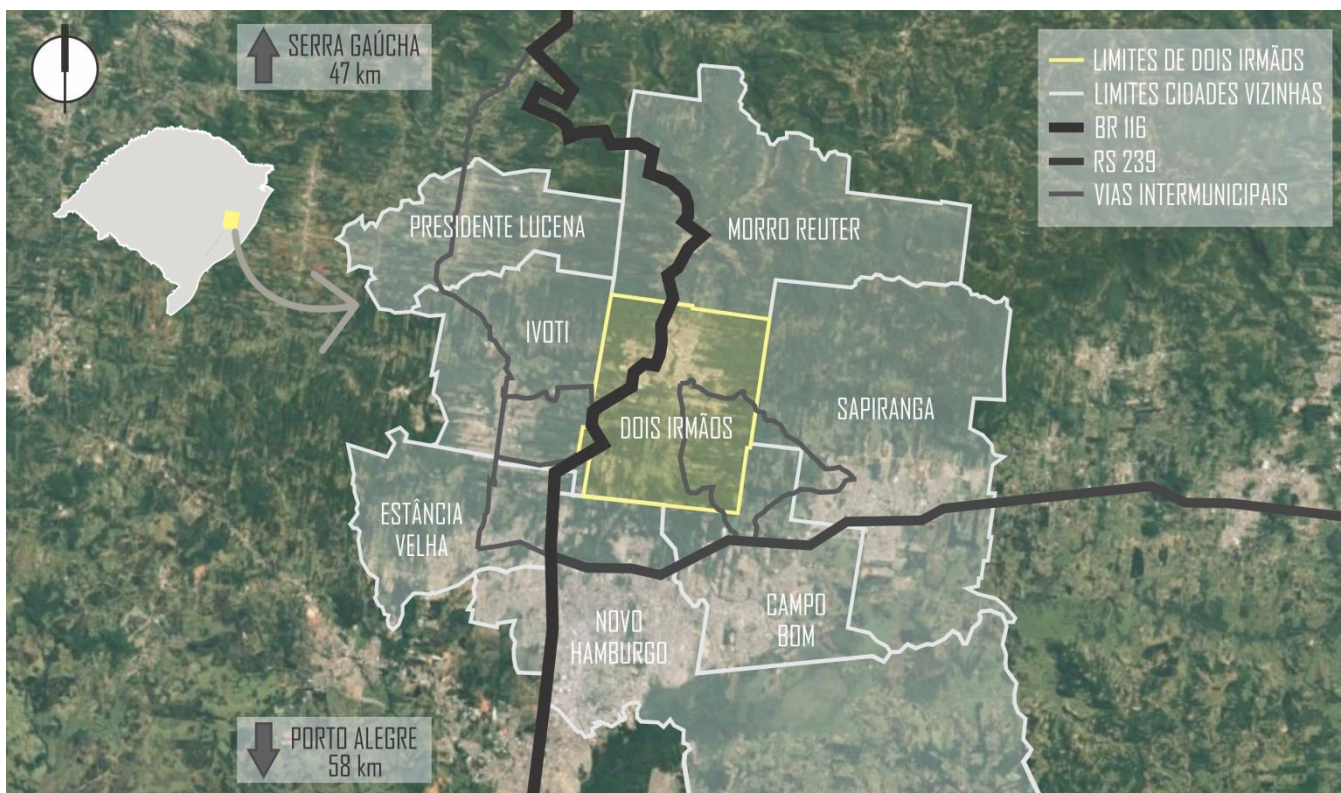 SERRA GAÚCHA
47 km
LIMITES DE DOIS IRMÃOS
LIMITES CIDADES VIZINHAS
BR 116
RS 239
VIAS INTERMUNICIPAIS
PRESIDENTE LUCENA
MORRO REUTER
IVOTI
SAPIRANGA
DOIS IRMÃOS
ESTÂNCIA
VELHA
NOVO
HAMBURGO
CAMPO
BOM
PORTO ALEGRE
58 km